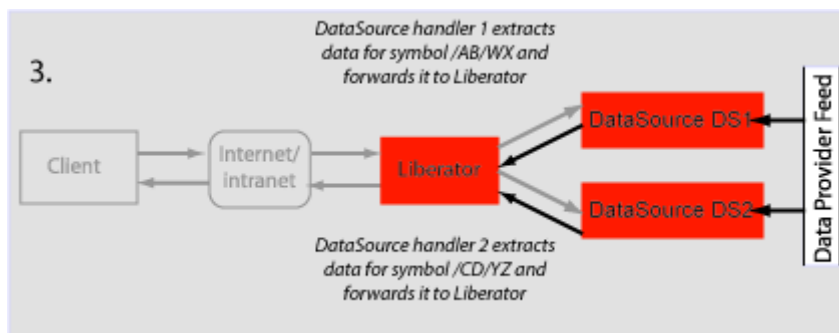 DataSource handler 1 extracts
data for symbol /AB/WX and
forwards it to Liberator
3.
Client
Internet/
intranet
Liberator
DataSource DS1
DataSource DS2
Data Provider Feed
DataSource handler 2 extracts
data for symbol /CD/YZ and
forwards it to Liberator